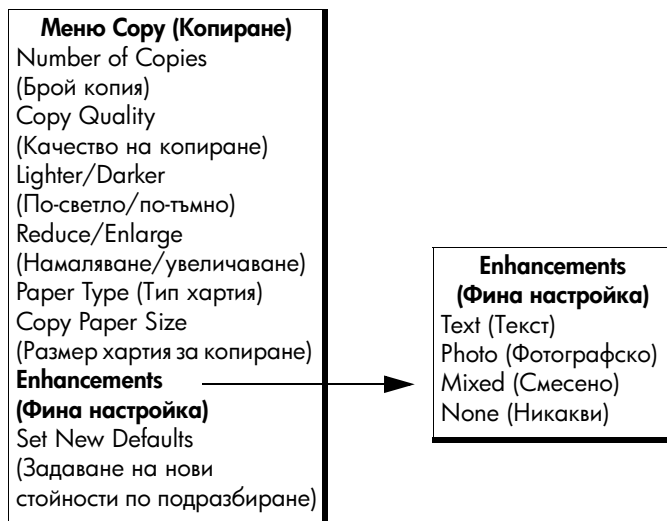 Меню Copy (Копиране)
Number of Copies
(Брой копия)
Copy Quality
(Качество на копиране)
Lighter/Darker
(По-светло/по-тъмно)
Reduce/Enlarge
(Намаляване/увеличаване)
Paper Type (Тип хартия)
Copy Paper Size
(Размер хартия за копиране)
Enhancements
(Фина настройка)
Set New Defaults
(Задаване на нови
стойности по подразбиране)
Enhancements
(Фина настройка)
Text (Текст)
Photo (Фотографско)
Mixed (Смесено)
None (Никакви)